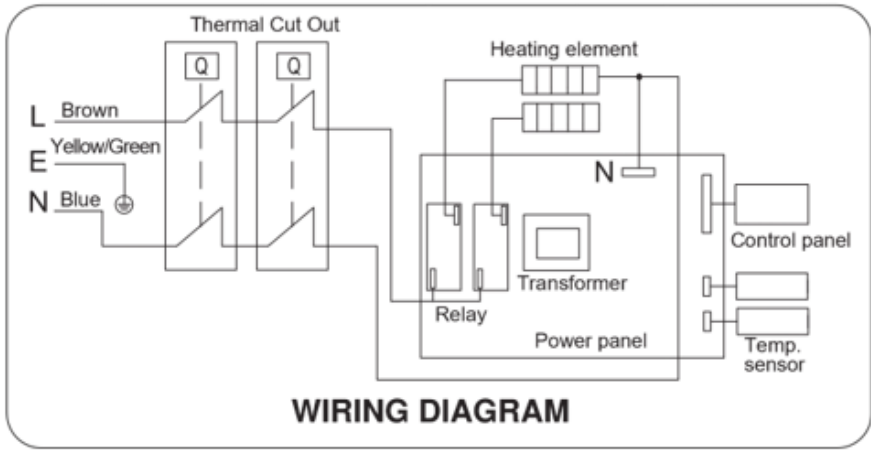 Thermal Cut Out
Q
Q
Heating element
L
Brown
Yellow/Green
E
N
Blue
N
Control panel
Transformer
Relay
Power panel
Temp.
sensor
WIRING DIAGRAM